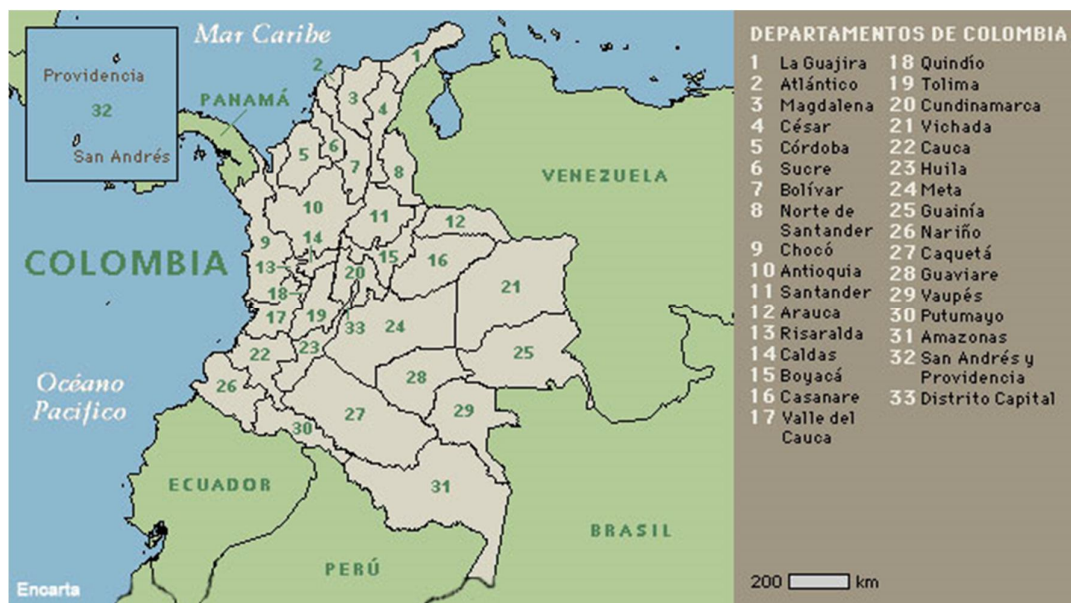 Mar Caribe
Providencia
32
San Andrés
PANAMÁ
VENEZUELA
COLOMBIA
Océano
Pacifico
ECUADOR
PERÚ
BRASIL
Encarta
1
2
3
4
5
6
7
8
9
10
11
12
13
14
15
16
17
18
19
20
21
22
23
24
25
26
27
28
29
30
31
33
DEPARTAMENTOS DE COLOMBIA
1 La Guajira
2 Atlántico
3 Magdalena
4 César
5 Córdoba
6 Sucre
7 Bolívar
8 Norte de
Santander
9 Chocó
10 Antioquia
11 Santander
12 Arauca
13 Risaralda
14 Caldas
15 Boyacá
16 Casanare
17 Valle del
Cauca
18 Quindío
19 Tolima
20 Cundinamarca
21 Vichada
22 Cauca
23 Huila
24 Meta
25 Guainía
26 Nariño
27 Caquetá
28 Guaviare
29 Vaupés
30 Putumayo
31 Amazonas
32 San Andrés y
Providencia
33 Distrito Capital
200 km